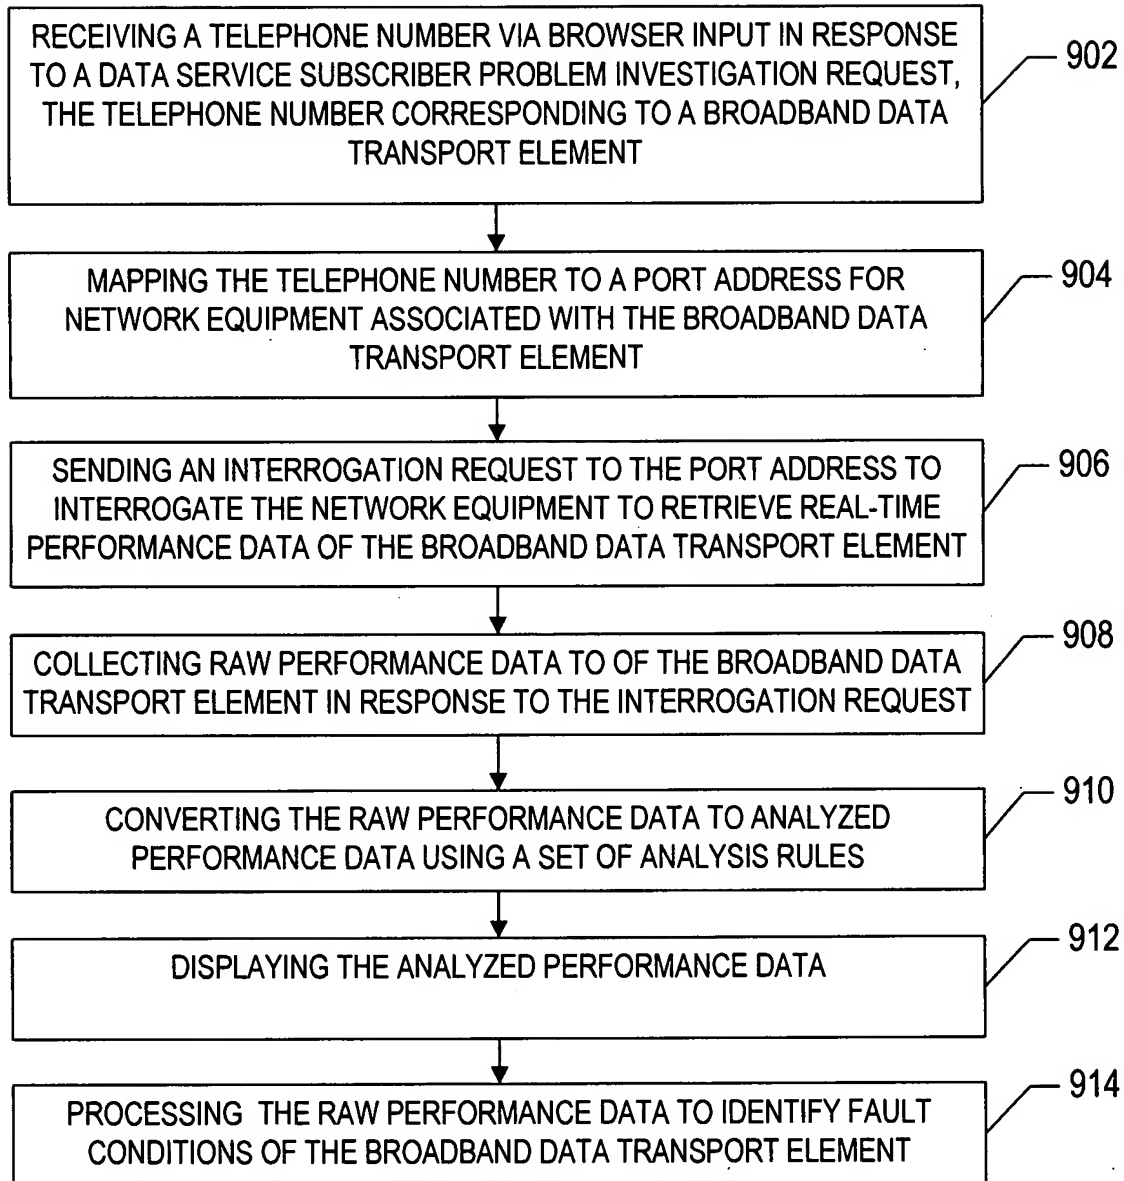 RECEIVING A TELEPHONE NUMBER VIA BROWSER INPUT IN RESPONSE
TO A DATA SERVICE SUBSCRIBER PROBLEM INVESTIGATION REQUEST,
THE TELEPHONE NUMBER CORRESPONDING TO A BROADBAND DATA
TRANSPORT ELEMENT
902
MAPPING THE TELEPHONE NUMBER TO A PORT ADDRESS FOR
NETWORK EQUIPMENT ASSOCIATED WITH THE BROADBAND DATA
TRANSPORT ELEMENT
904
SENDING AN INTERROGATION REQUEST TO THE PORT ADDRESS TO
INTERROGATE THE NETWORK EQUIPMENT TO RETRIEVE REAL-TIME
PERFORMANCE DATA OF THE BROADBAND DATA TRANSPORT ELEMENT
906
COLLECTING RAW PERFORMANCE DATA TO OF THE BROADBAND DATA
TRANSPORT ELEMENT IN RESPONSE TO THE INTERROGATION REQUEST
908
CONVERTING THE RAW PERFORMANCE DATA TO ANALYZED
PERFORMANCE DATA USING A SET OF ANALYSIS RULES
910
DISPLAYING THE ANALYZED PERFORMANCE DATA
912
PROCESSING THE RAW PERFORMANCE DATA TO IDENTIFY FAULT
CONDITIONS OF THE BROADBAND DATA TRANSPORT ELEMENT
914